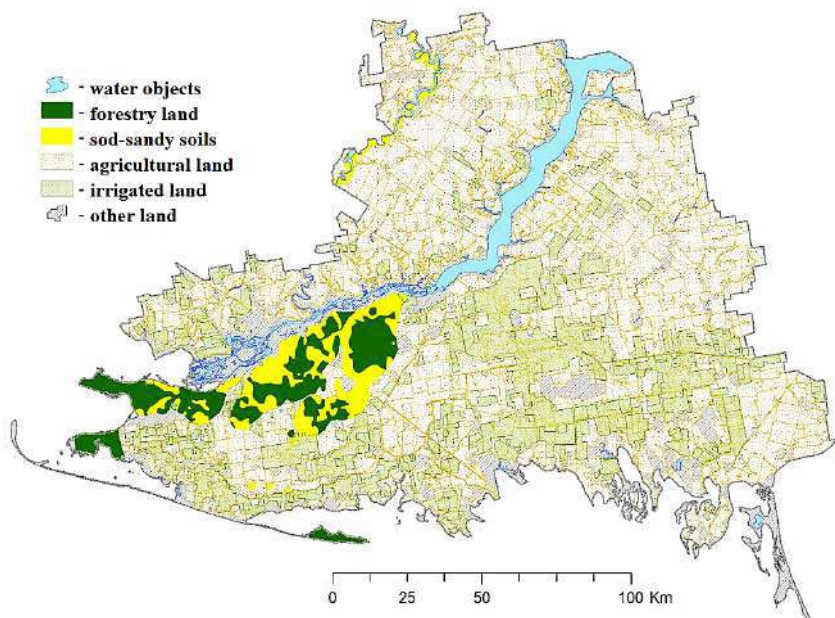 - water objects
- forestry land
- sod-sandy soils
- agricultural land
- irrigated land
- other land
0 25 50 100 Km